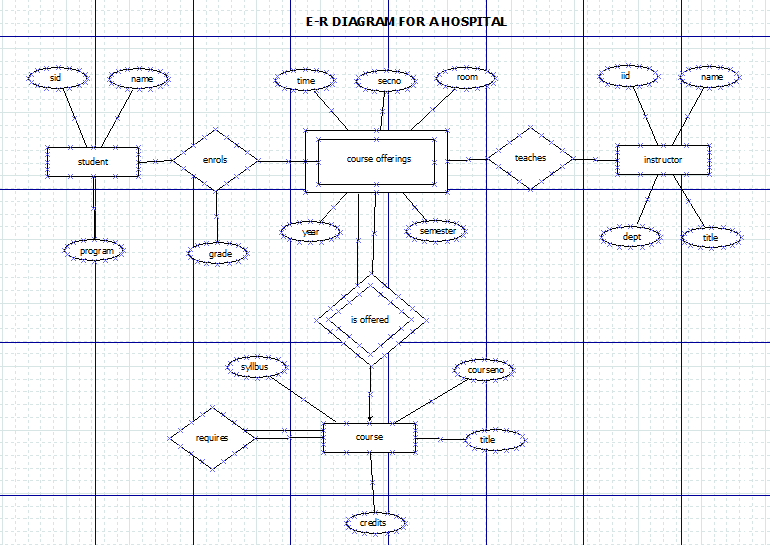 E-R DIAGRAM FOR A HOSPITAL
sid
name
time
secno
room
iid
name
student
enrols
course offerings
teaches
instructor
program
grade
year
semester
dept
title
is offered
syllbus
courseno
requires
course
title
credits